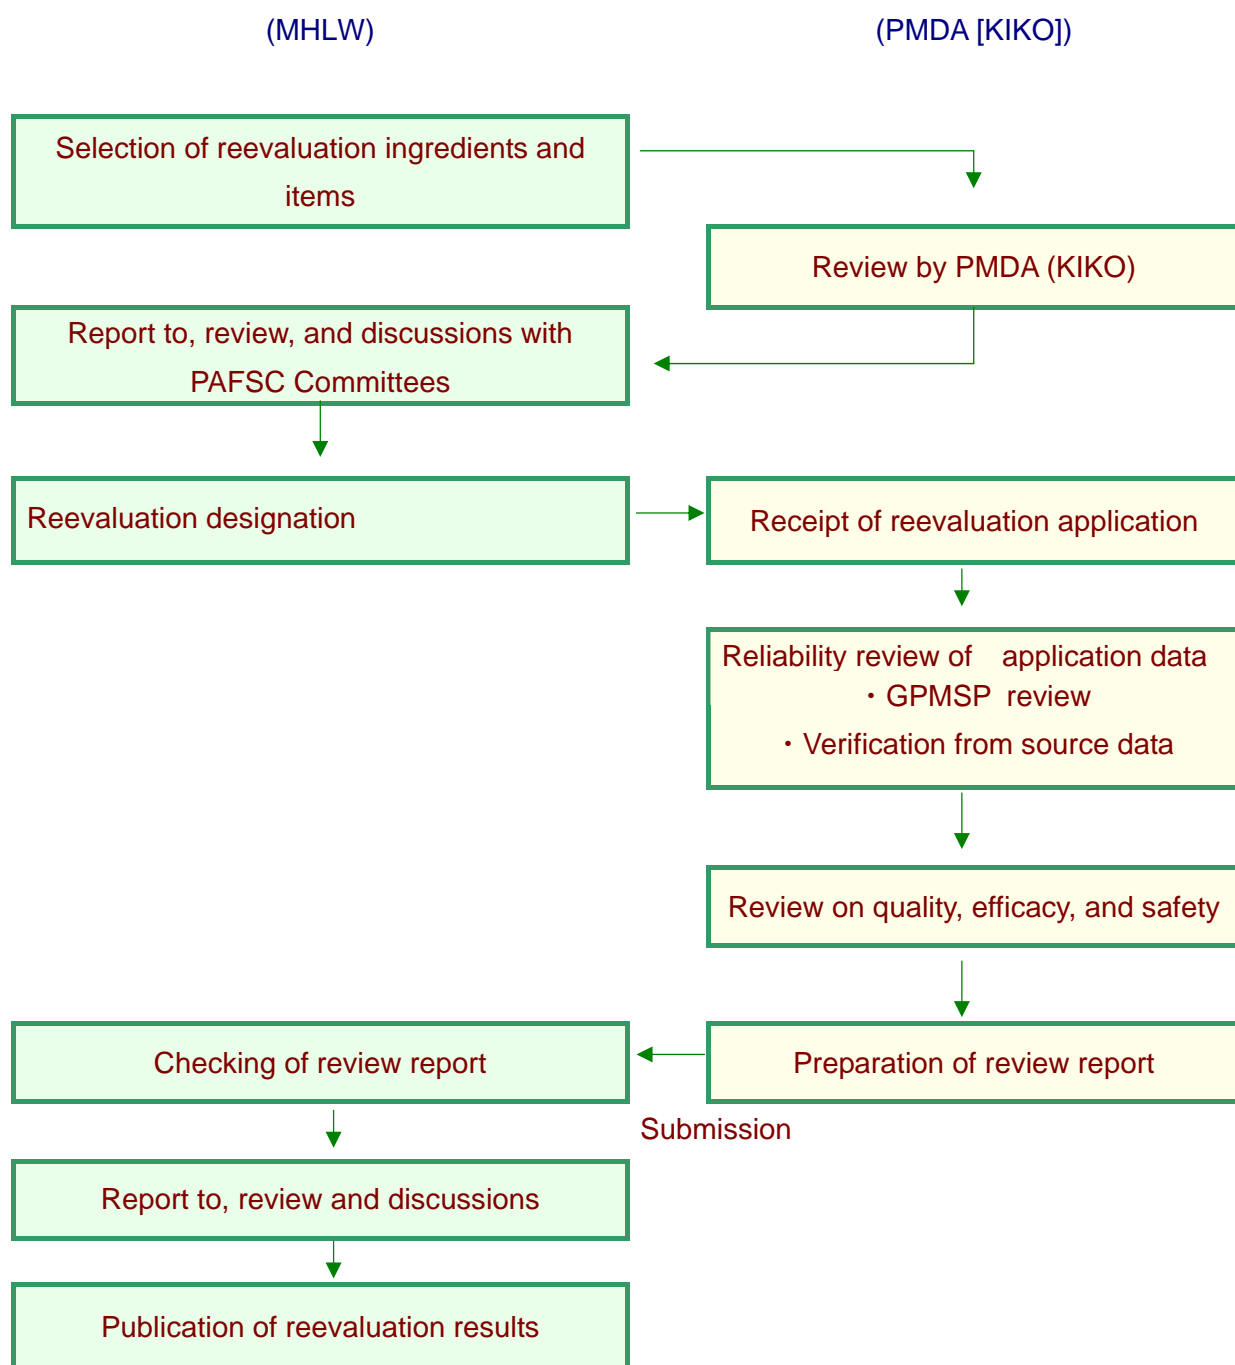 (MHLW)
(PMDA [KIKO])
Selection of reevaluation ingredients and
items
Review by PMDA (KIKO)
Report to, review, and discussions with
PAFSC Committees
Reevaluation designation
Receipt of reevaluation application
Reliability review of application data
・GPMSP review
・Verification from source data
Review on quality, efficacy, and safety
Checking of review report
Preparation of review report
Submission
Report to, review and discussions
Publication of reevaluation results